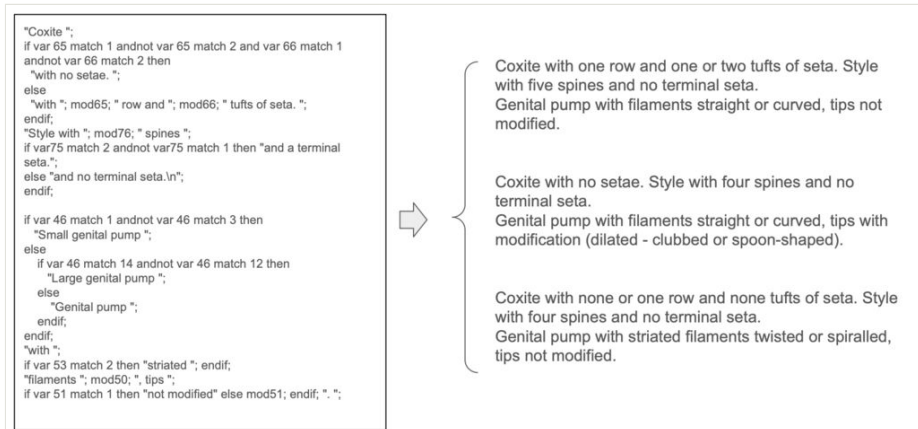 "Coxite ";
if var 65 match 1 andnot var 65 match 2 and var 66 match 1
andnot var 66 match 2 then
"with no setae. ";
else
"with "; mod65; " row and "; mod66; " tufts of seta. ";
endif;
"Style with "; mod76; " spines ";
if var75 match 2 andnot var75 match 1 then "and a terminal
seta.";
else "and no terminal seta.\n";
endif;
if var 46 match 1 andnot var 46 match 3 then
"Small genital pump ";
else
if var 46 match 14 andnot var 46 match 12 then
"Large genital pump ";
else
"Genital pump ";
endif;
endif;
"with ";
if var 53 match 2 then "striated "; endif;
"filaments "; mod50; ", tips ";
if var 51 match 1 then "not modified" else mod51; endif; ". ";
Coxite with one row and one or two tufts of seta. Style
with five spines and no terminal seta.
Genital pump with filaments straight or curved, tips not
modified.
Coxite with no setae. Style with four spines and no
terminal seta.
Genital pump with filaments straight or curved, tips with
modification (dilated - clubbed or spoon-shaped).
Coxite with none or one row and none tufts of seta. Style
with four spines and no terminal seta.
Genital pump with striated filaments twisted or spiralled,
tips not modified.